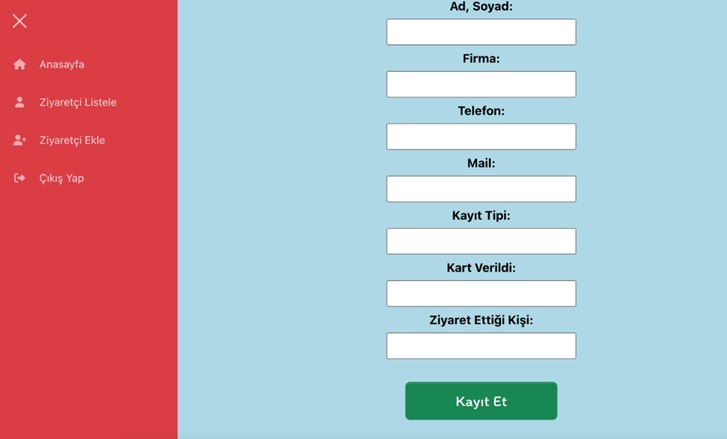 Anasayfa
Ziyaretçi Listele
Ziyaretçi Ekle
Çıkış Yap
Ad, Soyad:
Firma:
Telefon:
Mail:
Kayıt Tipi:
Kart Verildi:
Ziyaret Ettiği Kişi:
Kayıt Et